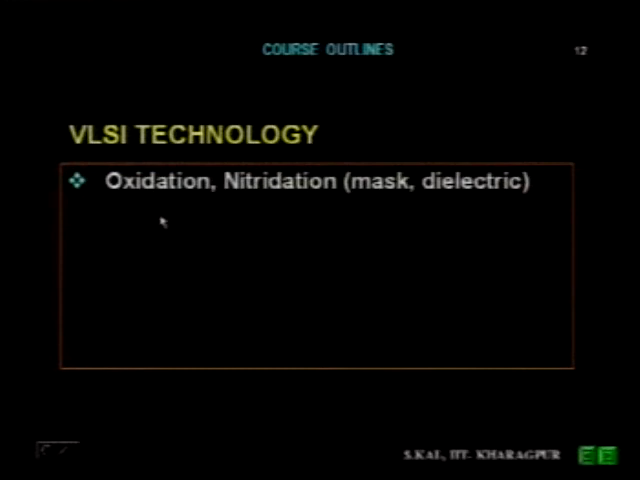 COURSE OUTLINES
12
VLSI TECHNOLOGY
Oxidation, Nitridation (mask, dielectric)
S.KAL, IIT- KHARAGPUR